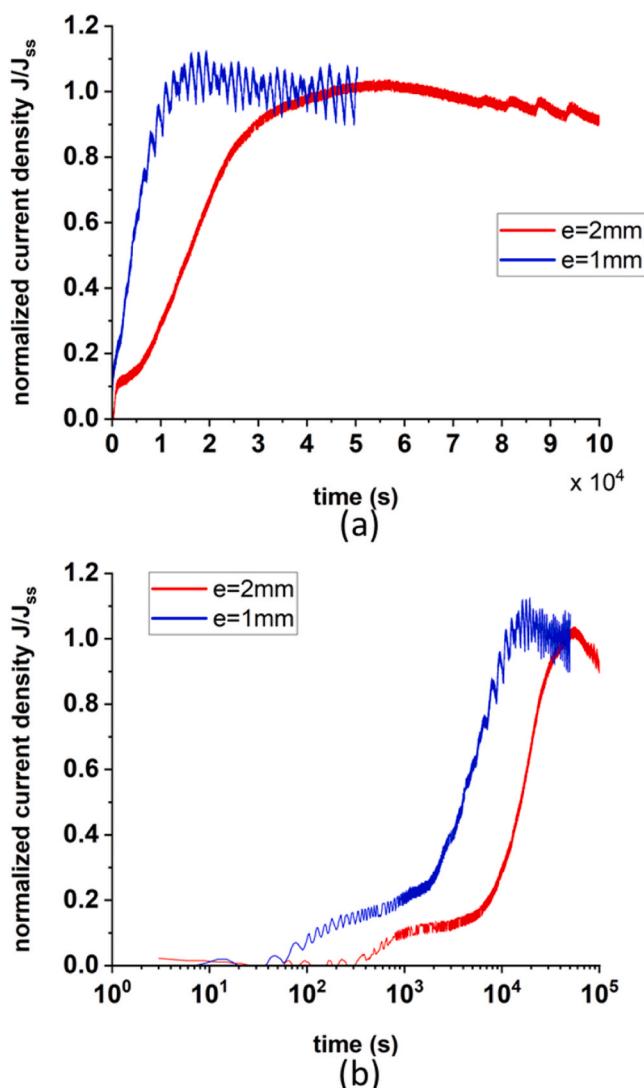 normalized current density J/Jss
1.2
1.0
0.8
0.6
0.4
0.2
0.0
e=2mm
e=1mm
0 1 2 3 4 5 6 7 8 9 10
x 10⁴
time (s)
(a)
normalized current density J/Jss
1.2
1.0
0.8
0.6
0.4
0.2
0.0
e=2mm
e=1mm
10⁰ 10¹ 10² 10³ 10⁴ 10⁵
time (s)
(b)